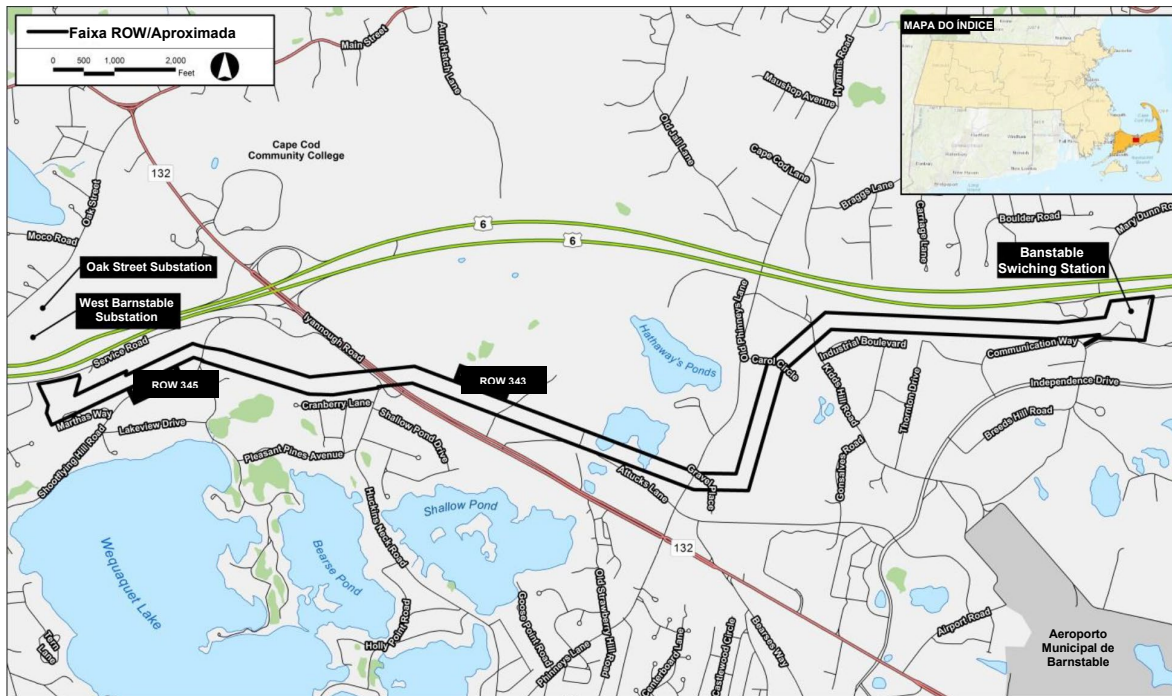 Faixa ROW/Aproximada
0 500 1,000 2,000
Feet
MAPA DO ÍNDICE
Main Street
Aunt Hatch Lane
Hyannis Road
Maushop Avenue
Old Jail Lane
Cape Cod Lane
Braggs Lane
Carriage Lane
Boulder Road
Mary Dunn Ro
Cape Cod
Community College
132
Oak Street
Moco Road
6
6
Oak Street Substation
West Barnstable
Substation
Banstable
Swiching Station
Service Road
Iyannough Road
Hathaway's Ponds
Old Phinneys Lane
Carol Circle
Industrial Boulevard
Communication Way
Independence Drive
ROW 345
ROW 343
Marthas Way
Lakeview Drive
Shootflying Hill Road
Cranberry Lane
Shallow Pond Drive
Pleasant Pines Avenue
Kidds Hill Road
Thornton Drive
Breeds Hill Road
Gonsalves Road
Attucks Lane
Gravel Place
Huckins Neck Road
Shallow Pond
Wequaquet Lake
Bearse Pond
132
Holly Point Road
Goose Point Road
Phinneys Lane
Old Strawberry Hill Road
Canterboard Lane
Castlewood Circle
Bearses Way
Airport Road
Tern
Lane
Aeroporto
Municipal de
Barnstable